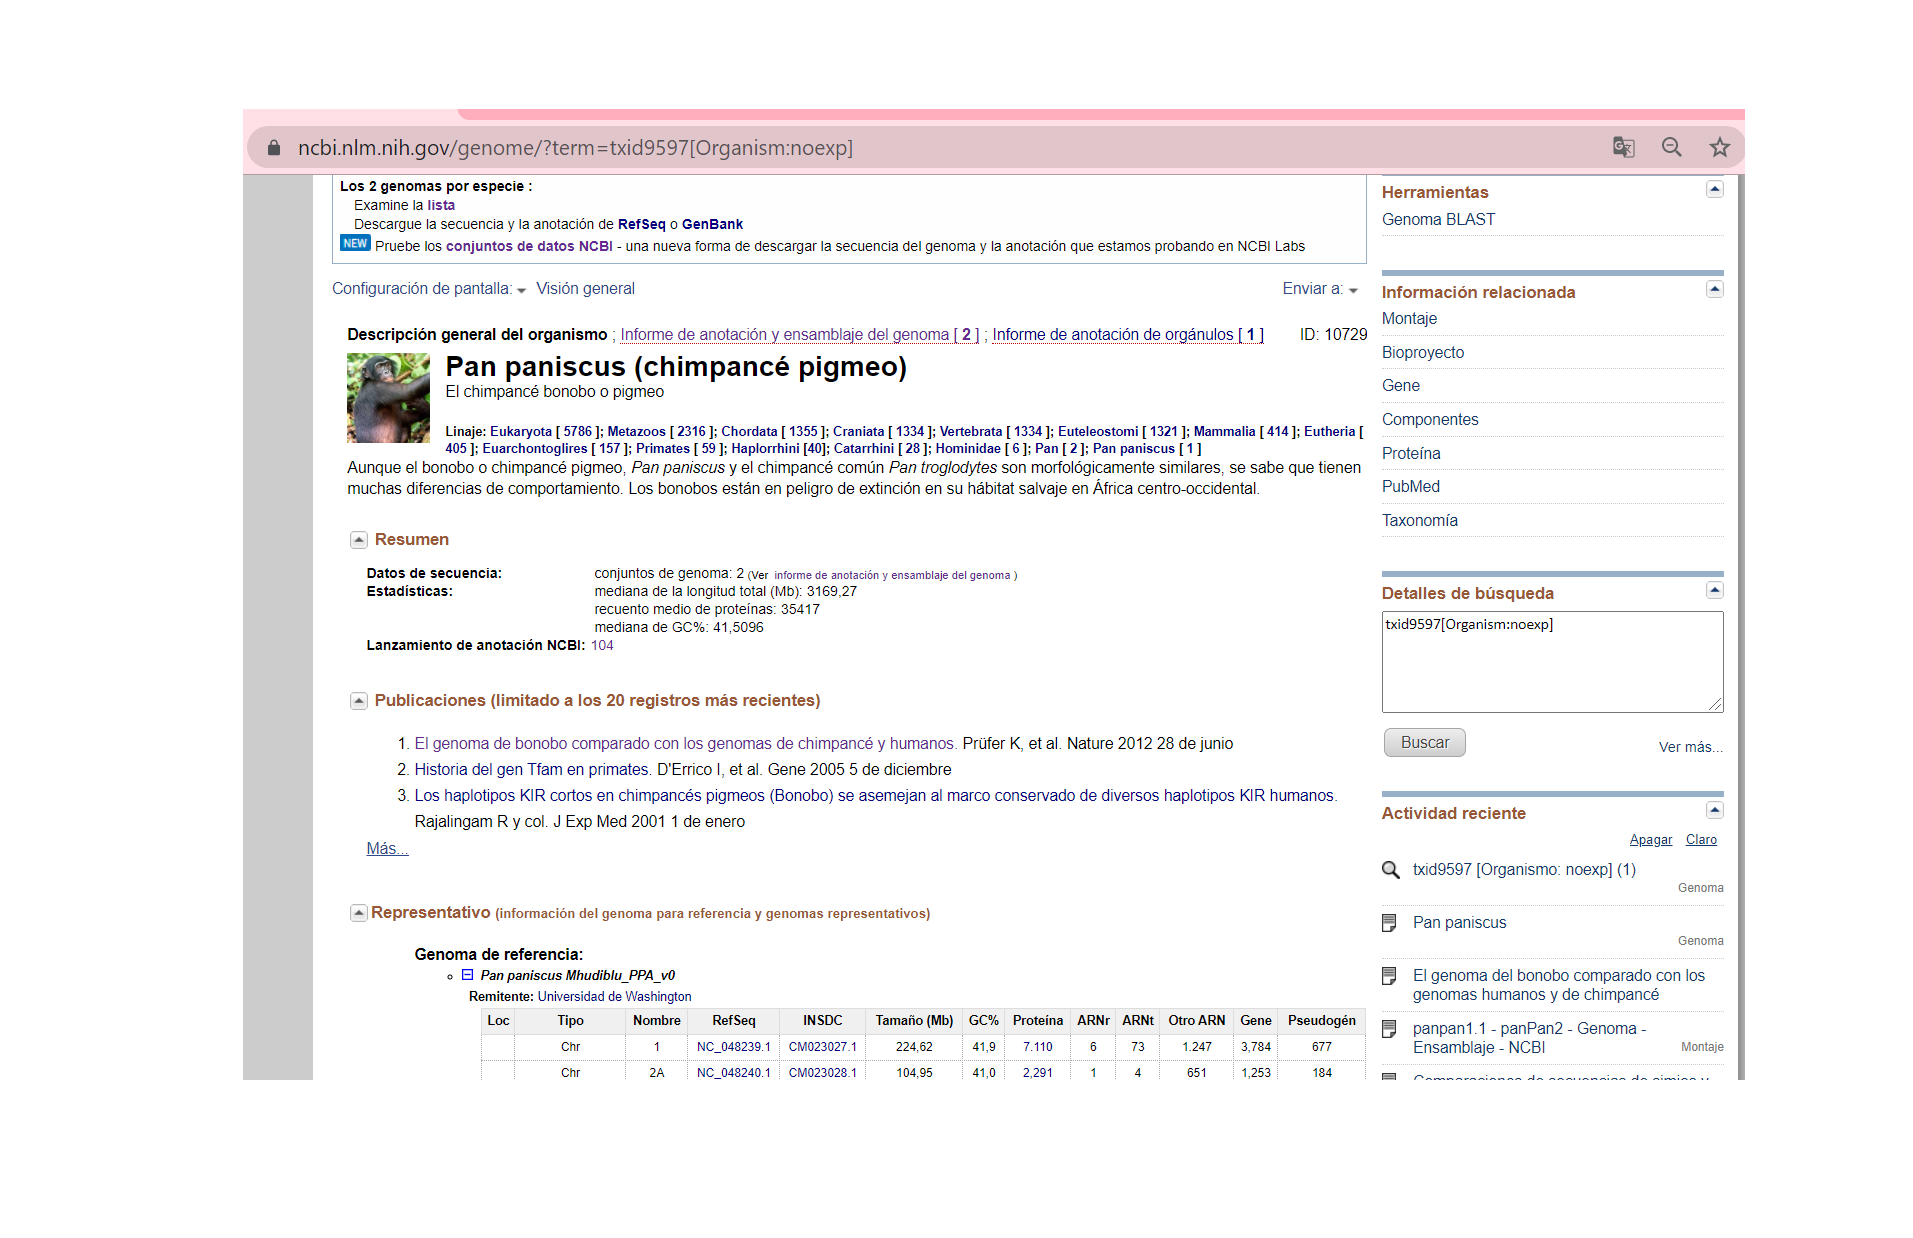 ncbi.nlm.nih.gov/genome/?term=txid9597[Organism:noexp]
Los 2 genomas por especie :
Examine la lista
Descargue la secuencia y la anotación de RefSeq o GenBank
NEW Pruebe los conjuntos de datos NCBI - una nueva forma de descargar la secuencia del genoma y la anotación que estamos probando en NCBI Labs
Configuración de pantalla: Visión general Enviar a:
Descripción general del organismo ; Informe de anotación y ensamblaje del genoma [ 2 ] ; Informe de anotación de orgánulos [ 1 ] ID: 10729
Pan paniscus (chimpancé pigmeo)
El chimpancé bonobo o pigmeo
Linaje: Eukaryota [ 5786 ]; Metazoos [ 2316 ]; Chordata [ 1355 ]; Craniata [ 1334 ]; Vertebrata [ 1334 ]; Euteleostomi [ 1321 ]; Mammalia [ 414 ]; Eutheria [
405 ]; Euarchontoglires [ 157 ]; Primates [ 59 ]; Haplorrhini [40]; Catarrhini [ 28 ]; Hominidae [ 6 ]; Pan [ 2 ]; Pan paniscus [ 1 ]
Aunque el bonobo o chimpancé pigmeo, Pan paniscus y el chimpancé común Pan troglodytes son morfológicamente similares, se sabe que tienen
muchas diferencias de comportamiento. Los bonobos están en peligro de extinción en su hábitat salvaje en África centro-occidental.
Resumen
Datos de secuencia: conjuntos de genoma: 2 (Ver informe de anotación y ensamblaje del genoma )
Estadísticas: mediana de la longitud total (Mb): 3169,27
recuento medio de proteínas: 35417
mediana de GC%: 41,5096
Lanzamiento de anotación NCBI: 104
Publicaciones (limitado a los 20 registros más recientes)
1. El genoma de bonobo comparado con los genomas de chimpancé y humanos. Prüfer K, et al. Nature 2012 28 de junio
2. Historia del gen Tfam en primates. D'Errico I, et al. Gene 2005 5 de diciembre
3. Los haplotipos KIR cortos en chimpancés pigmeos (Bonobo) se asemejan al marco conservado de diversos haplotipos KIR humanos.
Rajalingam R y col. J Exp Med 2001 1 de enero
Más...
Representativo (información del genoma para referencia y genomas representativos)
Genoma de referencia:
Pan paniscus Mhudiblu_PPA_v0
Remitente: Universidad de Washington
Loc Tipo Nombre RefSeq INSDC Tamaño (Mb) GC% Proteína ARNr ARNt Otro ARN Gene Pseudogén
Chr 1 NC_048239.1 CM023027.1 224,62 41,9 7.110 6 73 1.247 3,784 677
Chr 2A NC_048240.1 CM023028.1 104,95 41,0 2,291 1 4 651 1,253 184
Herramientas
Genoma BLAST
Información relacionada
Montaje
Bioproyecto
Gene
Componentes
Proteína
PubMed
Taxonomía
Detalles de búsqueda
txid9597[Organism:noexp]
Buscar
Ver más...
Actividad reciente
Apagar Claro
txid9597 [Organismo: noexp] (1)
Genoma
Pan paniscus
Genoma
El genoma del bonobo comparado con los
genomas humanos y de chimpancé
panpan1.1 - panPan2 - Genoma -
Ensamblaje - NCBI
Montaje
Comparaciones de secuencias de simios y